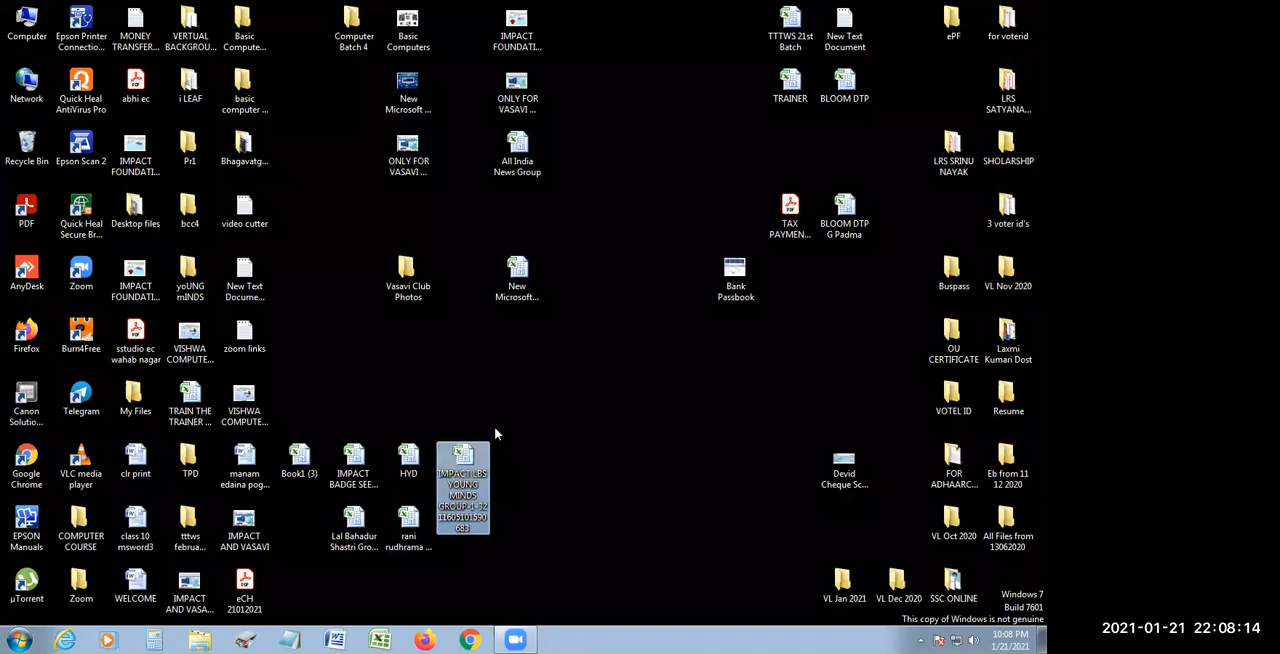 Computer
Epson Printer
Connectio...
MONEY
TRANSFER...
VERTUAL
BACKGROU...
Basic
Compute...
Computer
Batch 4
Basic
Computers
IMPACT
FOUNDATI...
TTTWS 21st
Batch
New Text
Document
ePF
for voterid
Network
Quick Heal
AntiVirus Pro
abhi ec
i LEAF
basic
computer ...
New
Microsoft ...
ONLY FOR
VASAVI ...
TRAINER
BLOOM DTP
LRS
SATYANA...
Recycle Bin
Epson Scan 2
IMPACT
FOUNDATI...
Pr1
Bhagavatg...
ONLY FOR
VASAVI ...
All India
News Group
LRS SRINU
NAYAK
SHOLARSHIP
PDF
Quick Heal
Secure Br...
Desktop files
bcc4
video cutter
TAX
PAYMEN...
BLOOM DTP
G Padma
3 voter id's
AnyDesk
Zoom
IMPACT
FOUNDATI...
yoUNG
mINDS
New Text
Docume...
Vasavi Club
Photos
New
Microsoft...
Bank
Passbook
Buspass
VL Nov 2020
Firefox
Burn4Free
sstudio ec
wahab nagar
VISHWA
COMPUTE...
zoom links
OU
CERTIFICATE
Laxmi
Kumari Dost
Canon
Solutio...
Telegram
My Files
TRAIN THE
TRAINER ...
VISHWA
COMPUTE...
VOTEL ID
Resume
Google
Chrome
VLC media
player
clr print
TPD
manam
edaina pog...
Book1 (3)
IMPACT
BADGE SEE...
HYD
IMPACT LBS
YOUNG
MINDS
GROUP-1-32
11605101590
683
Devid
Cheque Sc...
FOR
ADHAARC...
Eb from 11
12 2020
EPSON
Manuals
COMPUTER
COURSE
class 10
msword3
tttws
februa...
IMPACT
AND VASAVI
Lal Bahadur
Shastri Gro...
rani
rudhrama ...
VL Oct 2020
All Files from
13062020
µTorrent
Zoom
WELCOME
IMPACT
AND VASA...
eCH
21012021
VL Jan 2021
VL Dec 2020
SSC ONLINE
Windows 7
Build 7601
This copy of Windows is not genuine
10:08 PM
1/21/2021
2021-01-21 22:08:14